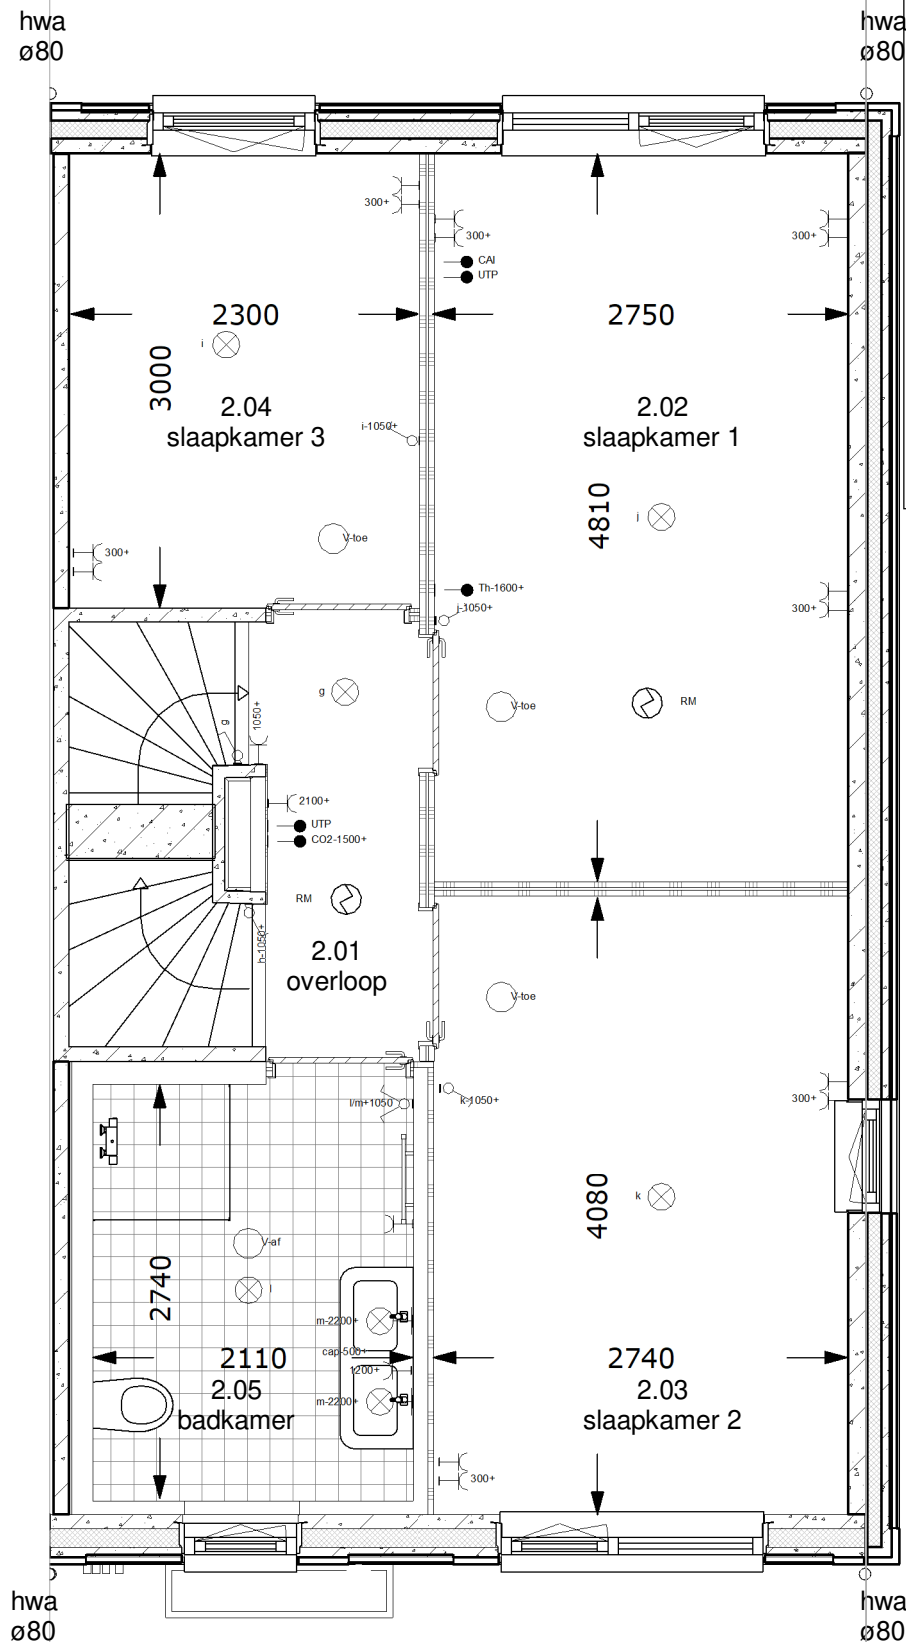 hwa
ø80
hwa
ø80
300+
300+
300+
CAI
UTP
2300
2750
i
3000
2.04
slaapkamer 3
2.02
slaapkamer 1
i-1050+
4810
j
V-toe
300+
Th-1600+
j-1050+
300+
g
V-toe
RM
1050+
g
2100+
UTP
CO2-1500+
RM
h-1050+
2.01
overloop
V-toe
l/m+1050
k-1050+
300+
4080
k
V-af
2740
l
m-2200+
cap-500+
2110
1200+
2740
2.05
badkamer
m-2200+
2.03
slaapkamer 2
300+
hwa
ø80
hwa
ø80